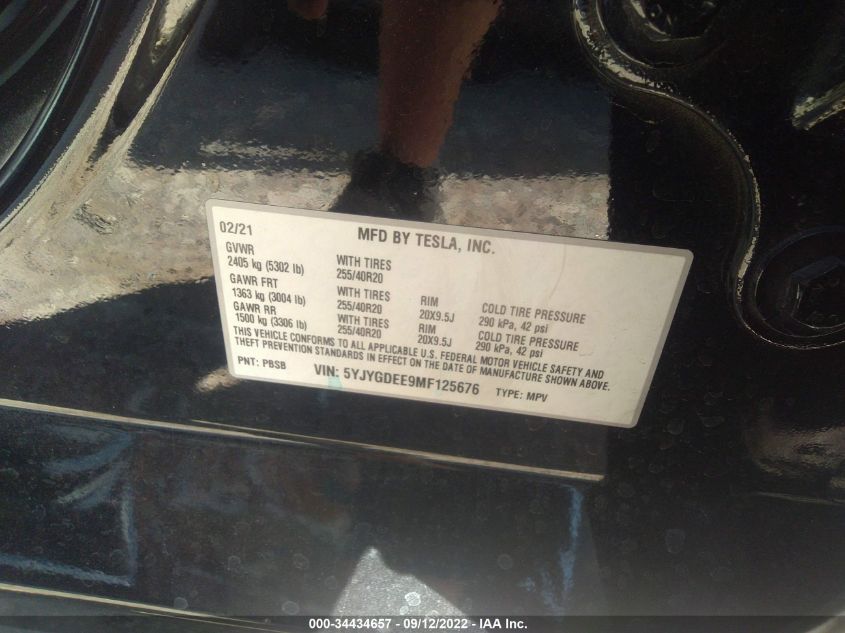 02/21 MFD BY TESLA, INC.
GVWR
2405 kg (5302 lb) WITH TIRES 255/40R20
GAWR FRT
1363 kg (3004 lb) WITH TIRES 255/40R20 RIM 20X9.5J COLD TIRE PRESSURE 290 kPa, 42 psi
GAWR RR
1500 kg (3306 lb) WITH TIRES 255/40R20 RIM 20X9.5J COLD TIRE PRESSURE 290 kPa, 42 psi
THIS VEHICLE CONFORMS TO ALL APPLICABLE U.S. FEDERAL MOTOR VEHICLE SAFETY AND
THEFT PREVENTION STANDARDS IN EFFECT ON THE DATE OF MANUFACTURE SHOWN ABOVE.
PNT: PBSB VIN: 5YJYGDEE9MF125676 TYPE: MPV
000-34434657 - 09/12/2022 - © IAA Inc.